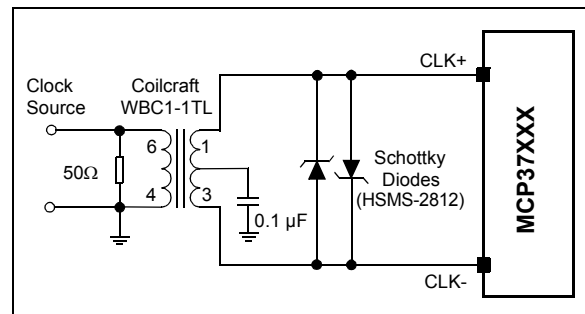 CLK+
Clock
Source
Coilcraft
WBC1-1TL
6
1
50Ω
4
3
0.1 µF
Schottky
Diodes
(HSMS-2812)
MCP37XXX
CLK-